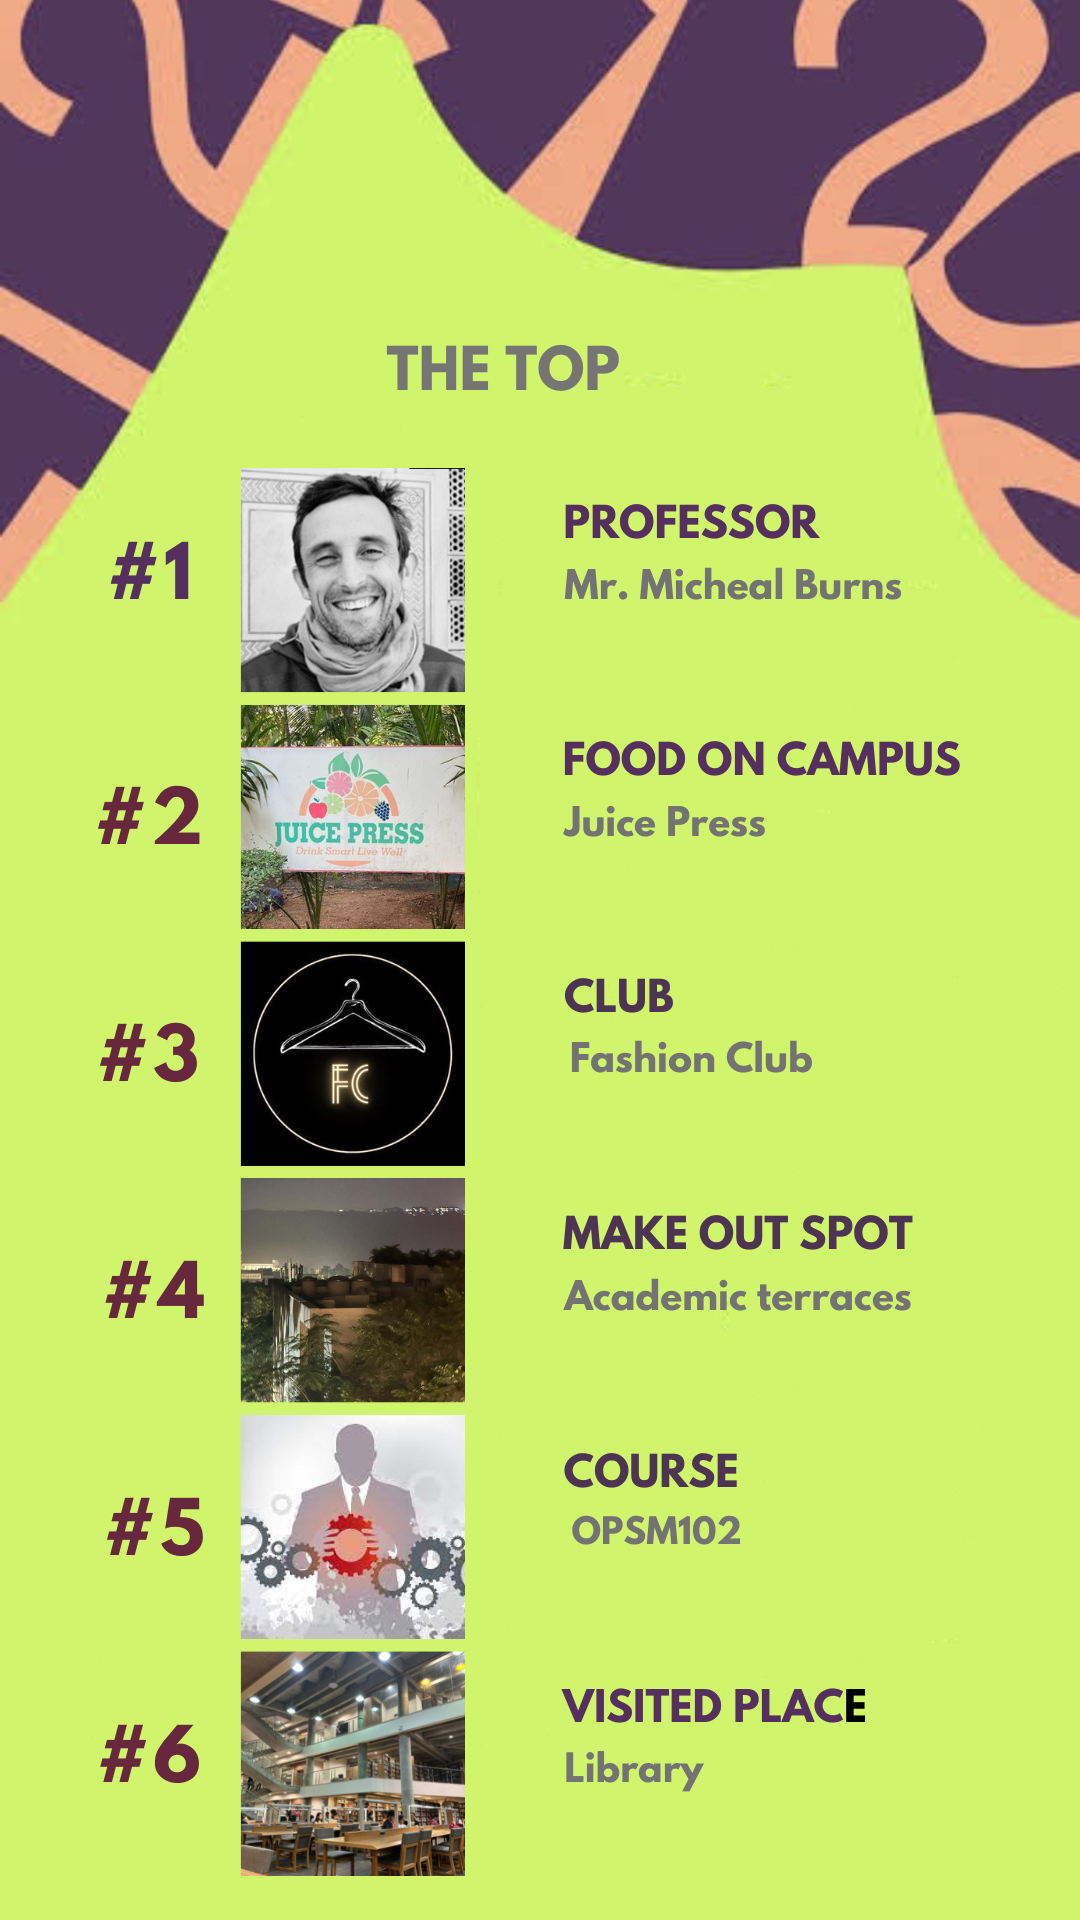 THE TOP
#1
PROFESSOR
Mr. Micheal Burns
#2
JUICE PRESS
Drink Smart Live Well
FOOD ON CAMPUS
Juice Press
#3
FC
CLUB
Fashion Club
#4
MAKE OUT SPOT
Academic terraces
#5
COURSE
OPSM102
#6
VISITED PLACE
Library